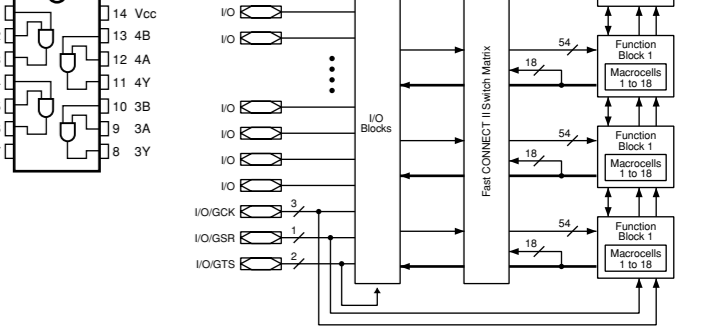 14 Vcc
13 4B
12 4A
11 4Y
10 3B
9 3A
8 3Y
I/O
I/O
I/O
I/O
I/O
I/O
I/O/GCK
3
I/O/GSR
1
I/O/GTS
2
I/O
Blocks
Fast CONNECT II Switch Matrix
54
18
Function
Block 1
Macrocells
1 to 18
54
18
Function
Block 1
Macrocells
1 to 18
54
18
Function
Block 1
Macrocells
1 to 18